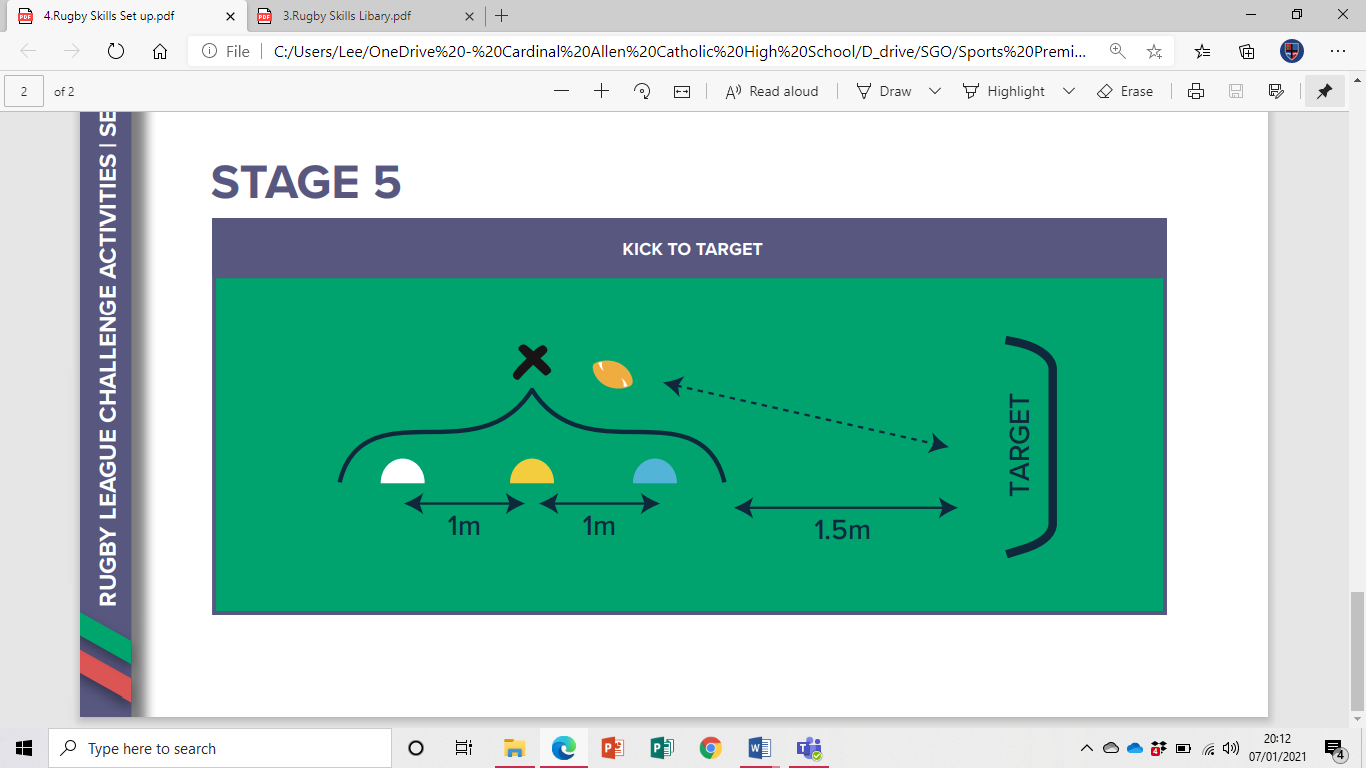 4.Rugby Skills Set up.pdf
3.Rugby Skills Libary.pdf
File
C:/Users/Lee/OneDrive%20-%20Cardinal%20Allen%20Catholic%20High%20School/D_drive/SGO/Sports%20Premi...
2
of 2
Read aloud
Draw
Highlight
Erase
RUGBY LEAGUE CHALLENGE ACTIVITIES | SE
STAGE 5
KICK TO TARGET
TARGET
1m
1m
1.5m
Type here to search
4
20:12
07/01/2021
4